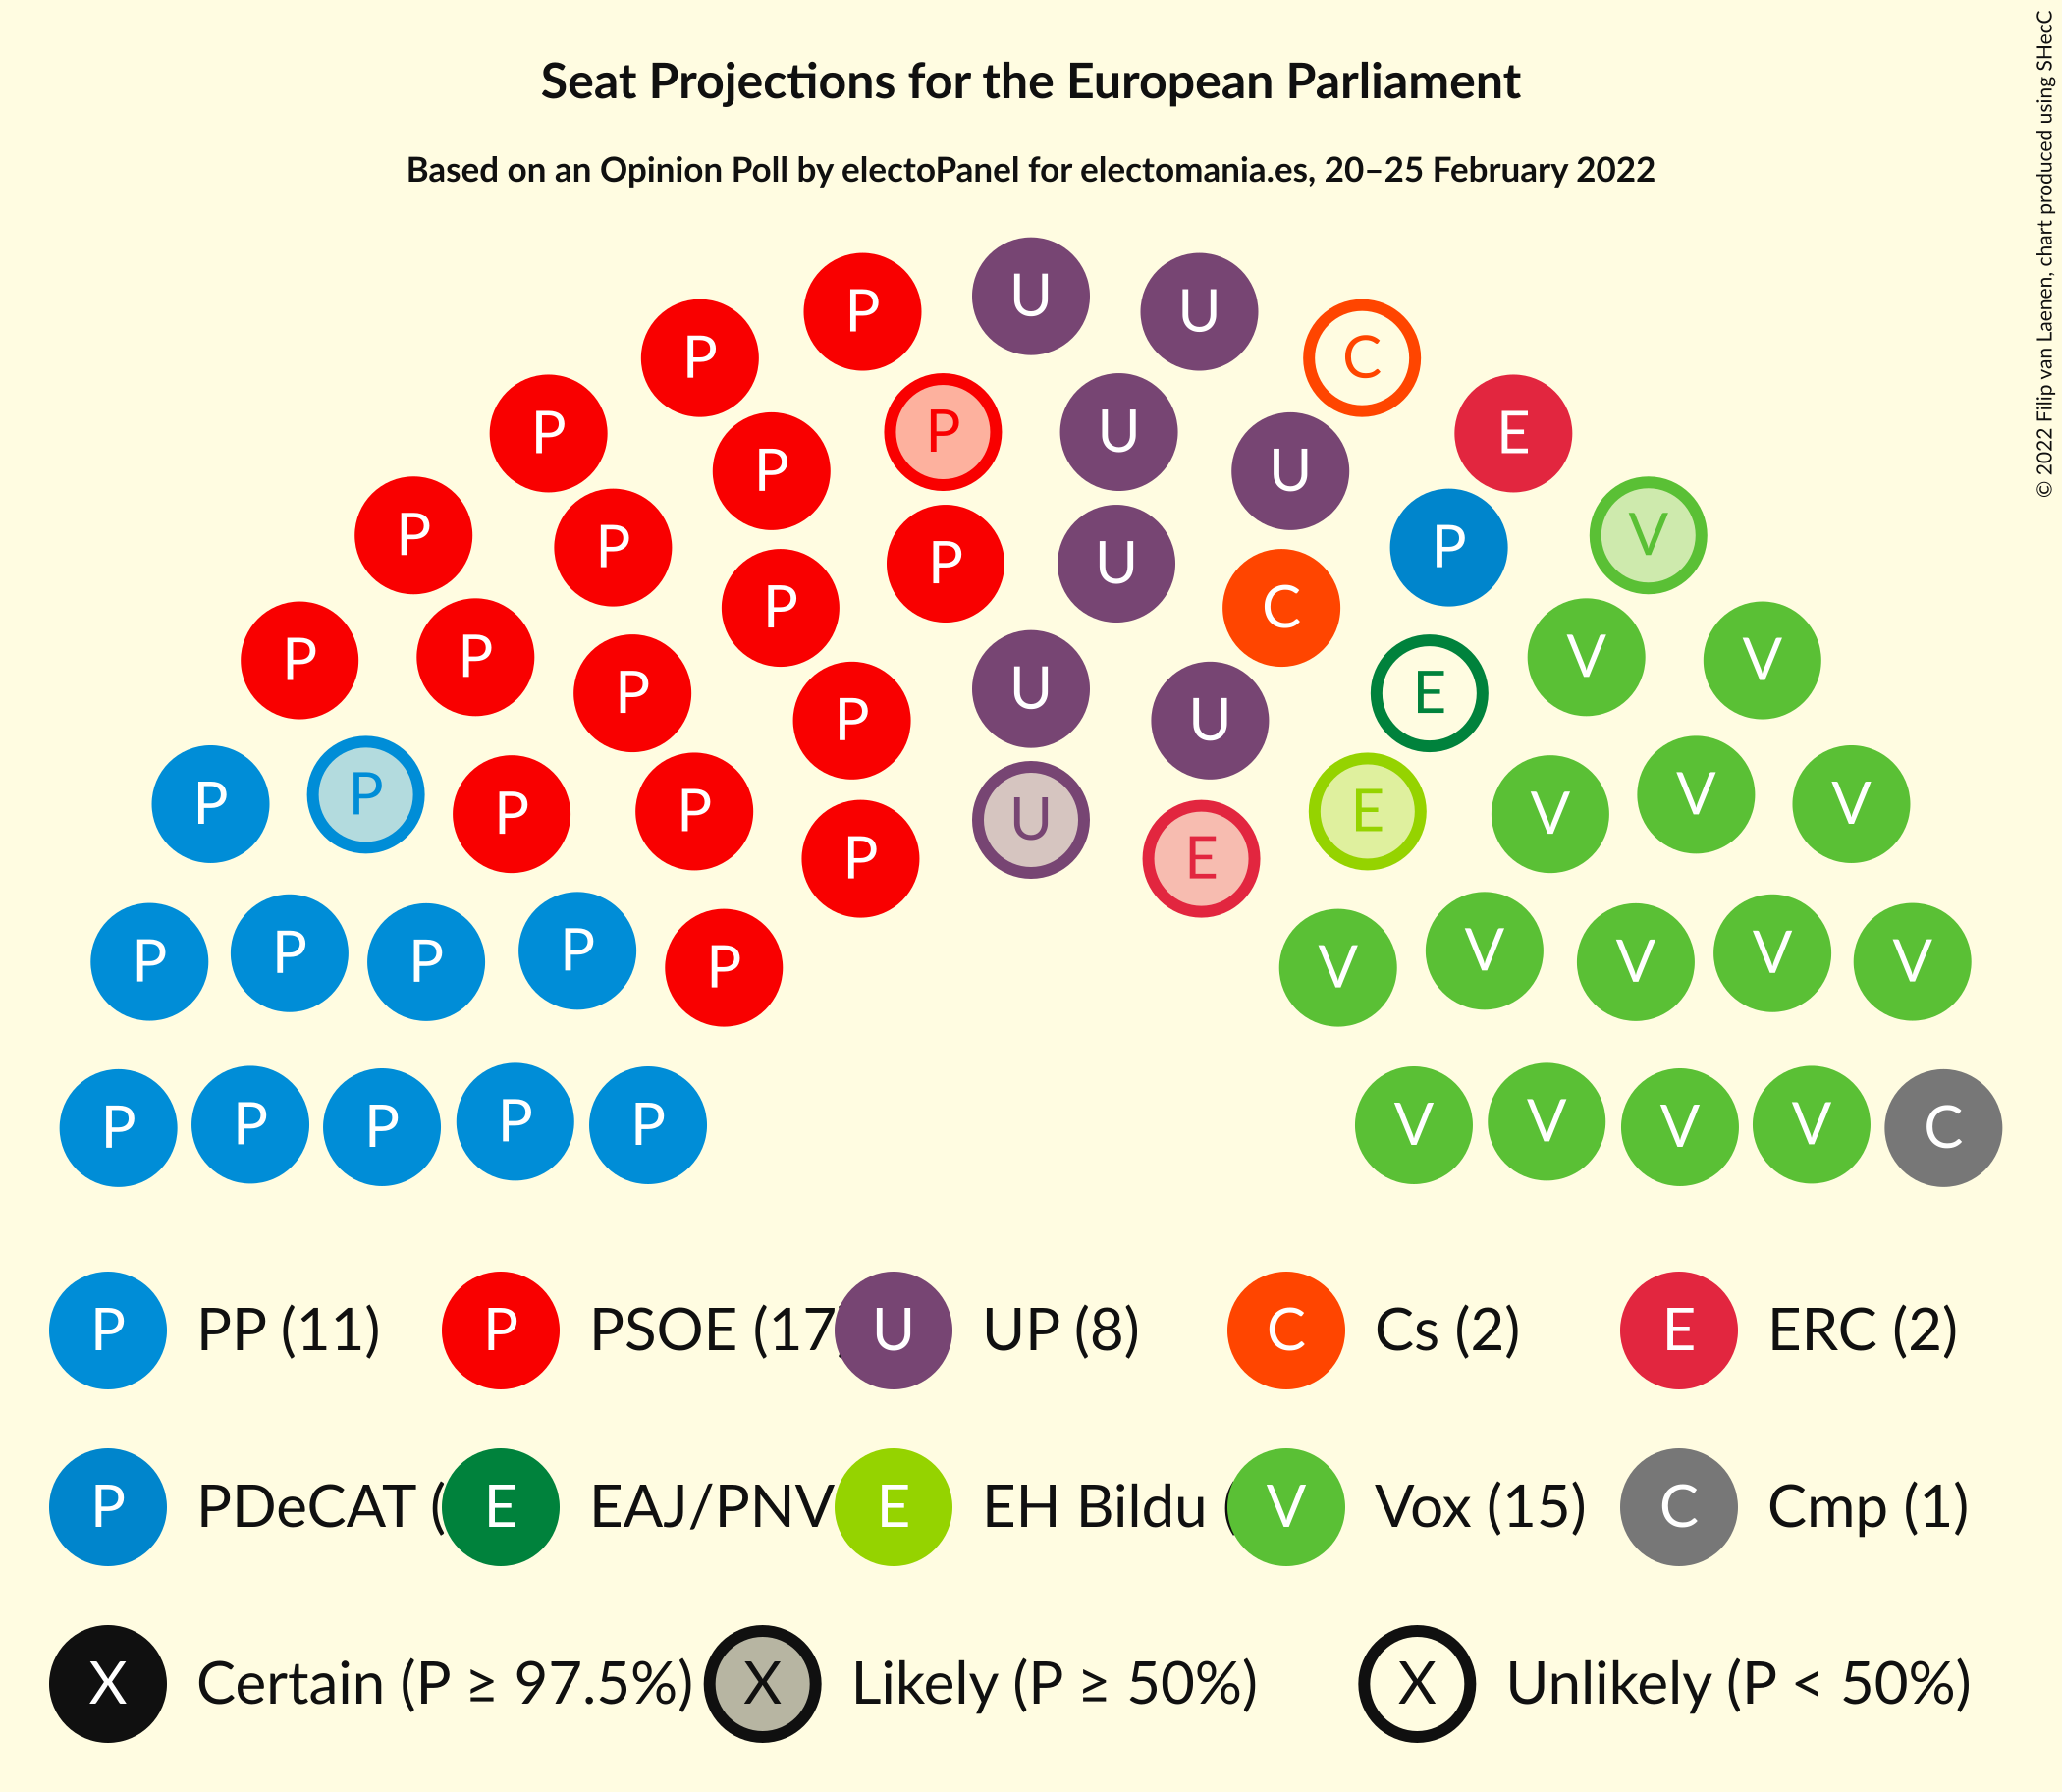 Seat Projections for the European Parliament
Based on an Opinion Poll by electoPanel for electomania.es, 20–25 February 2022
© 2022 Filip van Laenen, chart produced using SHecC
U
P U
P C
P P U E
P U
P P P U P V
P C
P P P U E V V
P P
P P P P U E V V V
P E
P P P P P V V V V V
P P P P P V V V V C
P PP (11) P PSOE (17 U UP (8) C Cs (2) E ERC (2)
P PDeCAT ( E EAJ/PNV E EH Bildu ( V Vox (15) C Cmp (1)
X Certain (P ≥ 97.5%) X Likely (P ≥ 50%) X Unlikely (P < 50%)